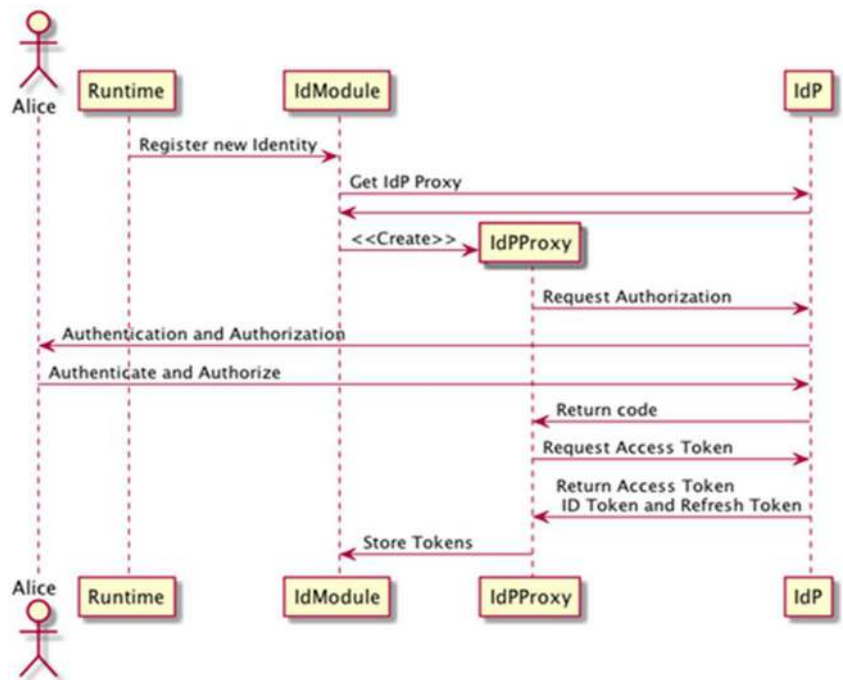 Alice
Runtime
IdModule
IdP
Register new Identity
Get IdP Proxy
<<Create>>
IdPProxy
Request Authorization
Authentication and Authorization
Authenticate and Authorize
Return code
Request Access Token
Return Access Token
ID Token and Refresh Token
Store Tokens
Alice
Runtime
IdModule
IdPProxy
IdP